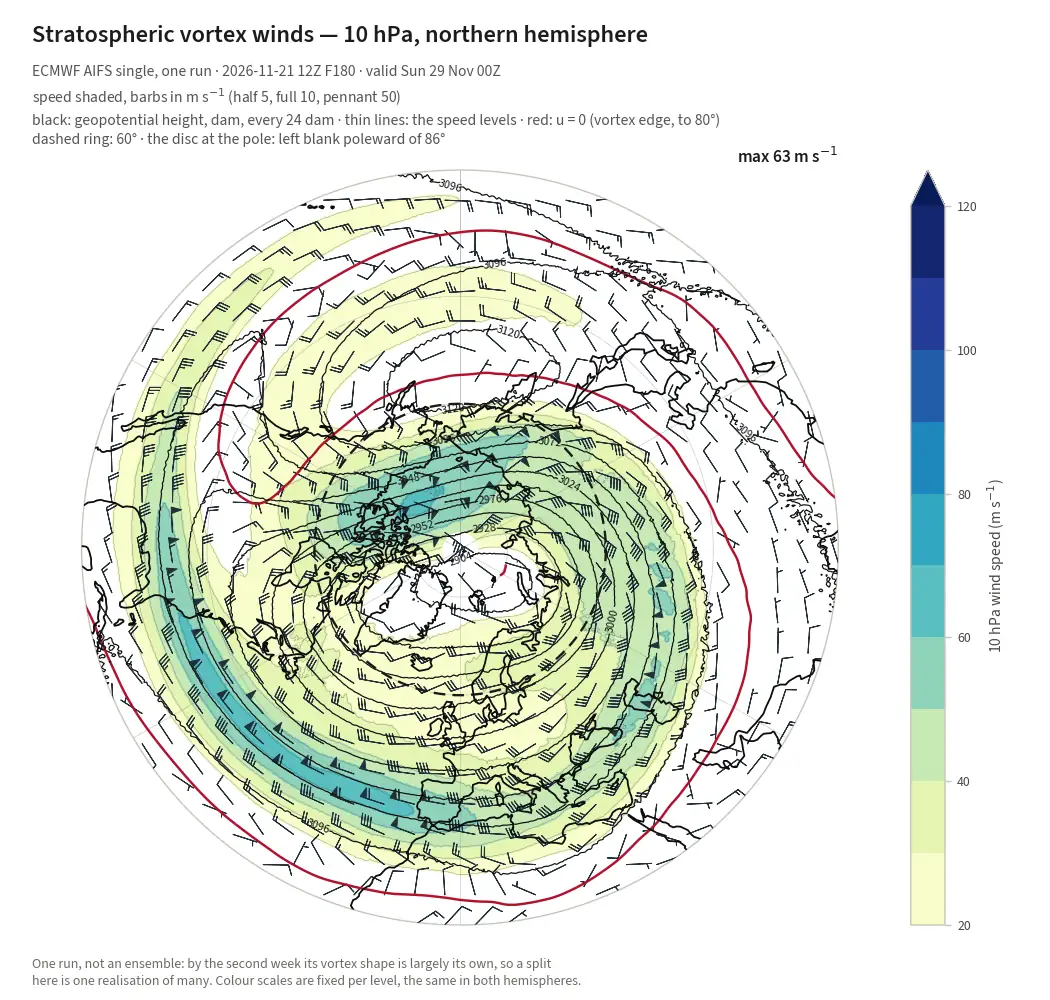 Stratospheric vortex winds — 10 hPa, northern hemisphere
ECMWF AIFS single, one run · 2026-11-21 12Z F180 · valid Sun 29 Nov 00Z
speed shaded, barbs in m s⁻¹ (half 5, full 10, pennant 50)
black: geopotential height, dam, every 24 dam · thin lines: the speed levels · red: u = 0 (vortex edge, to 80°)
dashed ring: 60° · the disc at the pole: left blank poleward of 86°
max 63 m s⁻¹
3096
3096
3120
3072
3048
3024
2976
2952
2928
3000
3096
3096
120
100
80
60
40
20
10 hPa wind speed (m s⁻¹)
One run, not an ensemble: by the second week its vortex shape is largely its own, so a split
here is one realisation of many. Colour scales are fixed per level, the same in both hemispheres.